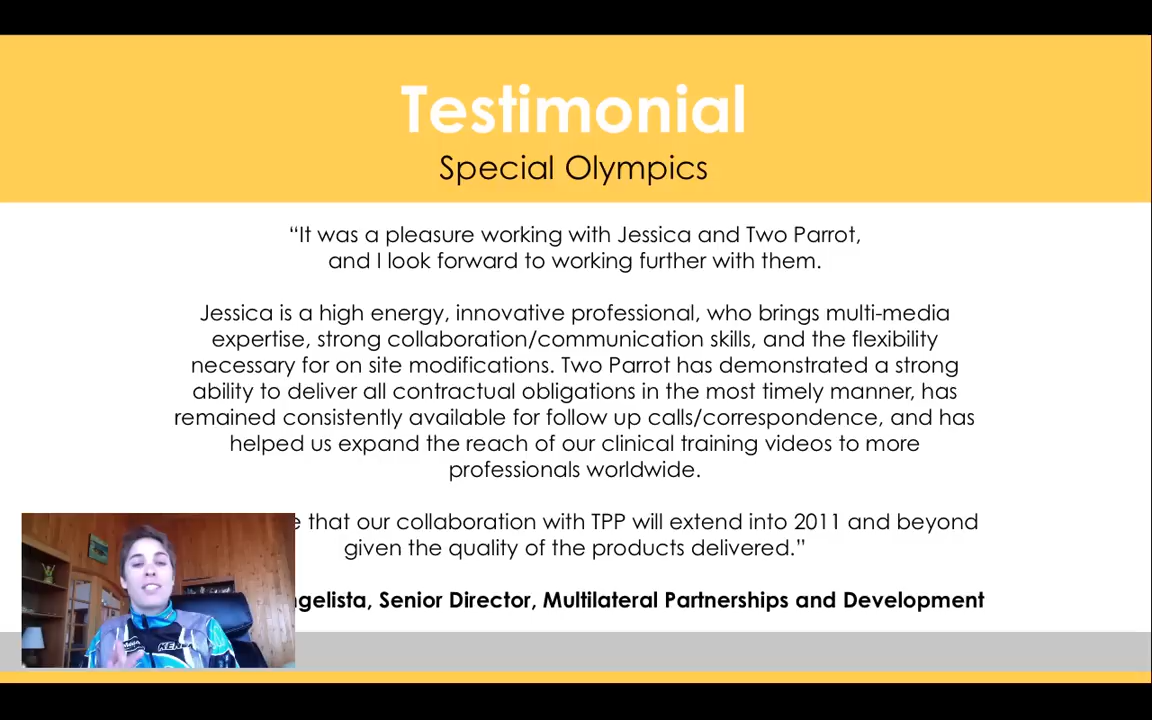 Testimonial
Special Olympics
“It was a pleasure working with Jessica and Two Parrot,
and I look forward to working further with them.
Jessica is a high energy, innovative professional, who brings multi-media
expertise, strong collaboration/communication skills, and the flexibility
necessary for on site modifications. Two Parrot has demonstrated a strong
ability to deliver all contractual obligations in the most timely manner, has
remained consistently available for follow up calls/correspondence, and has
helped us expand the reach of our clinical training videos to more
professionals worldwide.
that our collaboration with TPP will extend into 2011 and beyond
given the quality of the products delivered.”
Senior Director, Multilateral Partnerships and Development